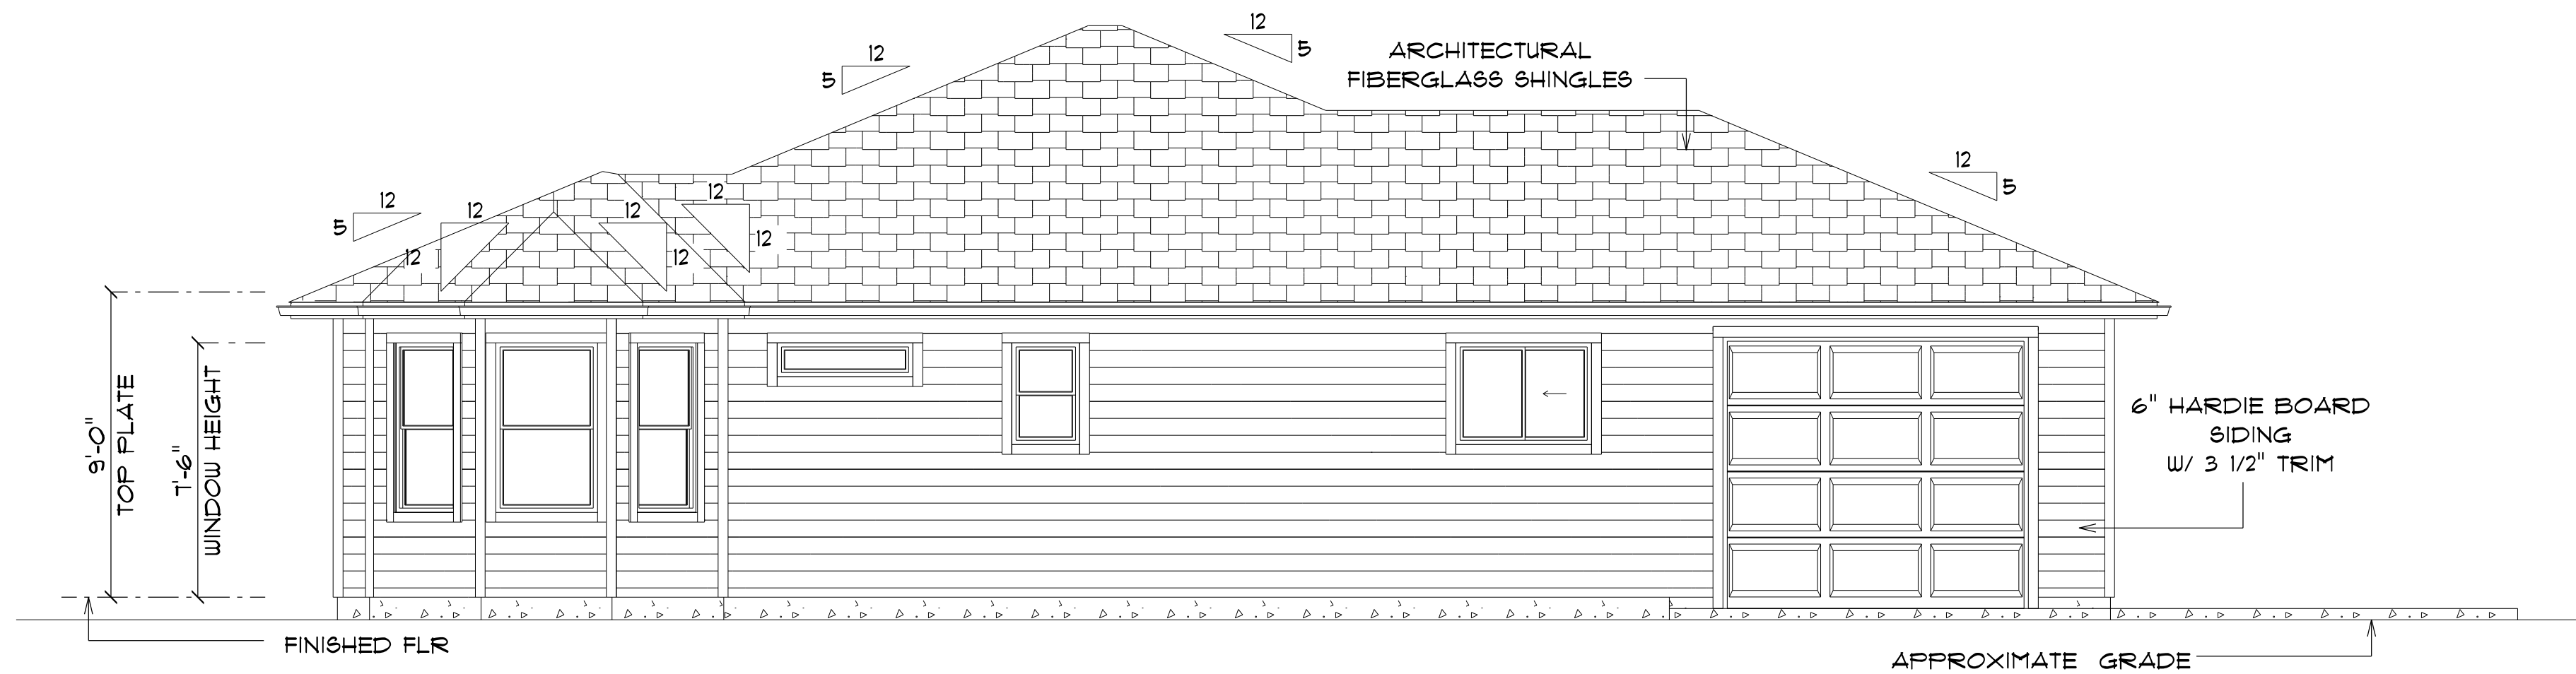 12
5
12
5
ARCHITECTURAL
FIBERGLASS SHINGLES
12
5
12
5
12
12
12
12
12
12
9'-0"
TOP PLATE
7'-6"
WINDOW HEIGHT
6" HARDIE BOARD
SIDING
W/ 3 1/2" TRIM
FINISHED FLR
APPROXIMATE GRADE